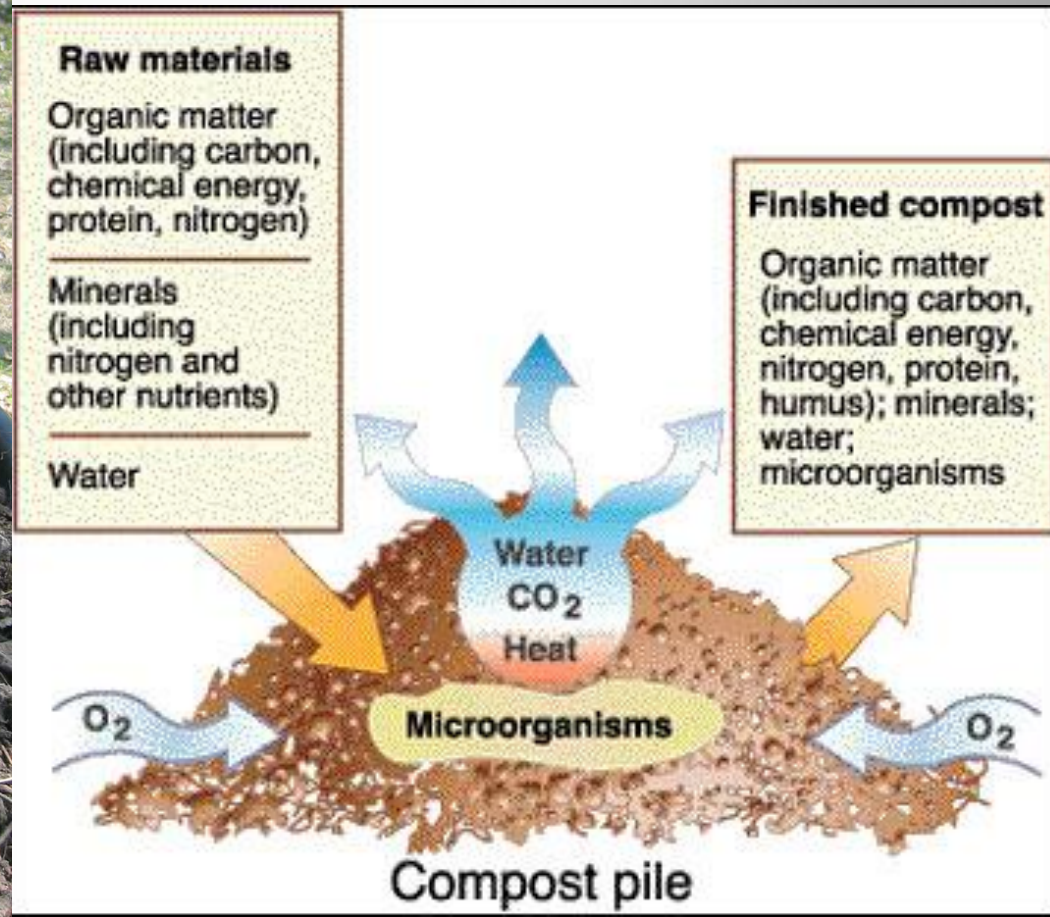 Raw materials
Organic matter
(including carbon,
chemical energy,
protein, nitrogen)
Minerals
(including
nitrogen and
other nutrients)
Water
Finished compost
Organic matter
(including carbon,
chemical energy,
nitrogen, protein,
humus); minerals;
water;
microorganisms
Water
CO2
Heat
O2
Microorganisms
O2
Compost pile